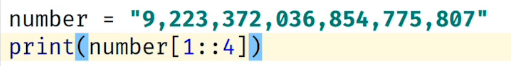 number = "9,223,372,036,854,775,807"
print(number[1::4])